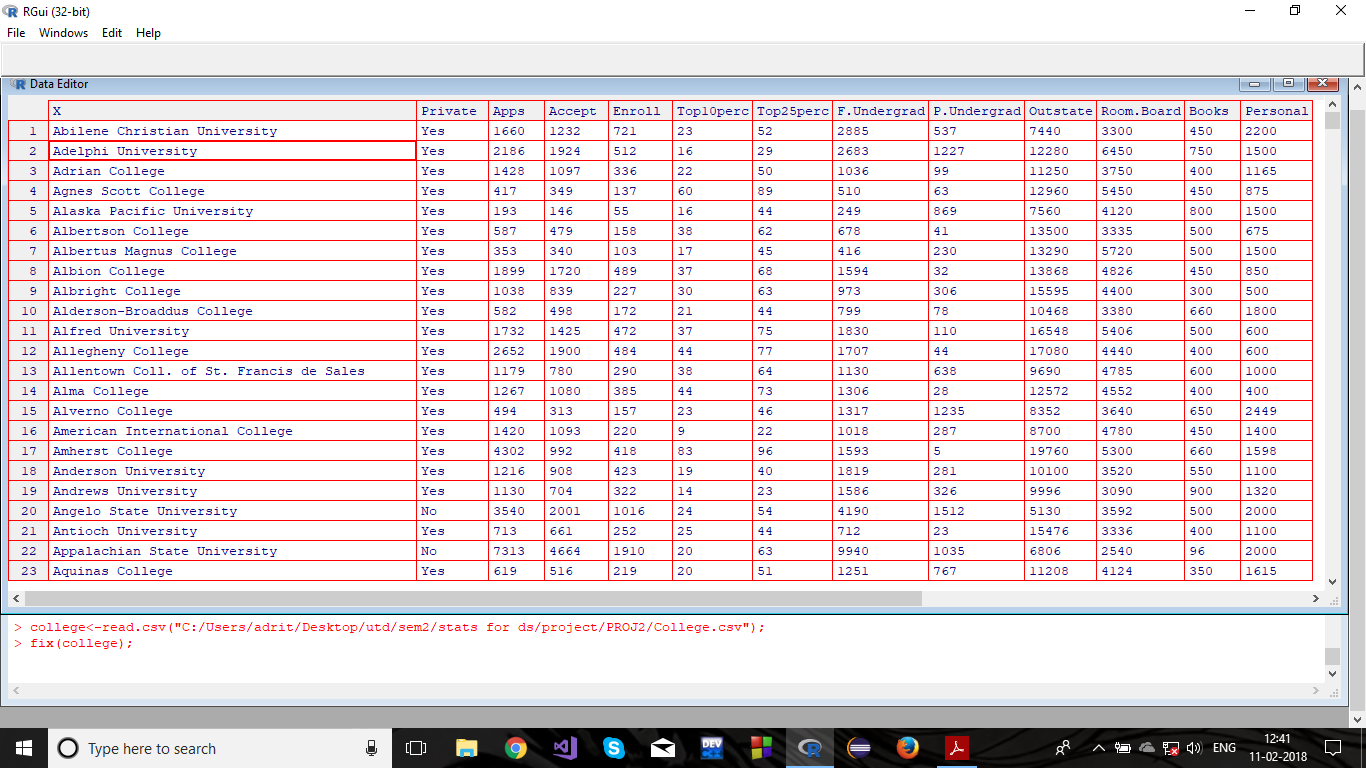 RGui (32-bit)
File Windows Edit Help
Data Editor
X Private Apps Accept Enroll Top10perc Top25perc F.Undergrad P.Undergrad Outstate Room.Board Books Personal
1 Abilene Christian University Yes 1660 1232 721 23 52 2885 537 7440 3300 450 2200
2 Adelphi University Yes 2186 1924 512 16 29 2683 1227 12280 6450 750 1500
3 Adrian College Yes 1428 1097 336 22 50 1036 99 11250 3750 400 1165
4 Agnes Scott College Yes 417 349 137 60 89 510 63 12960 5450 450 875
5 Alaska Pacific University Yes 193 146 55 16 44 249 869 7560 4120 800 1500
6 Albertson College Yes 587 479 158 38 62 678 41 13500 3335 500 675
7 Albertus Magnus College Yes 353 340 103 17 45 416 230 13290 5720 500 1500
8 Albion College Yes 1899 1720 489 37 68 1594 32 13868 4826 450 850
9 Albright College Yes 1038 839 227 30 63 973 306 15595 4400 300 500
10 Alderson-Broaddus College Yes 582 498 172 21 44 799 78 10468 3380 660 1800
11 Alfred University Yes 1732 1425 472 37 75 1830 110 16548 5406 500 600
12 Allegheny College Yes 2652 1900 484 44 77 1707 44 17080 4440 400 600
13 Allentown Coll. of St. Francis de Sales Yes 1179 780 290 38 64 1130 638 9690 4785 600 1000
14 Alma College Yes 1267 1080 385 44 73 1306 28 12572 4552 400 400
15 Alverno College Yes 494 313 157 23 46 1317 1235 8352 3640 650 2449
16 American International College Yes 1420 1093 220 9 22 1018 287 8700 4780 450 1400
17 Amherst College Yes 4302 992 418 83 96 1593 5 19760 5300 660 1598
18 Anderson University Yes 1216 908 423 19 40 1819 281 10100 3520 550 1100
19 Andrews University Yes 1130 704 322 14 23 1586 326 9996 3090 900 1320
20 Angelo State University No 3540 2001 1016 24 54 4190 1512 5130 3592 500 2000
21 Antioch University Yes 713 661 252 25 44 712 23 15476 3336 400 1100
22 Appalachian State University No 7313 4664 1910 20 63 9940 1035 6806 2540 96 2000
23 Aquinas College Yes 619 516 219 20 51 1251 767 11208 4124 350 1615
> college<-read.csv("C:/Users/adrit/Desktop/utd/sem2/stats for ds/project/PROJ2/College.csv");
> fix(college);
Type here to search
DEV
ENG
12:41
11-02-2018